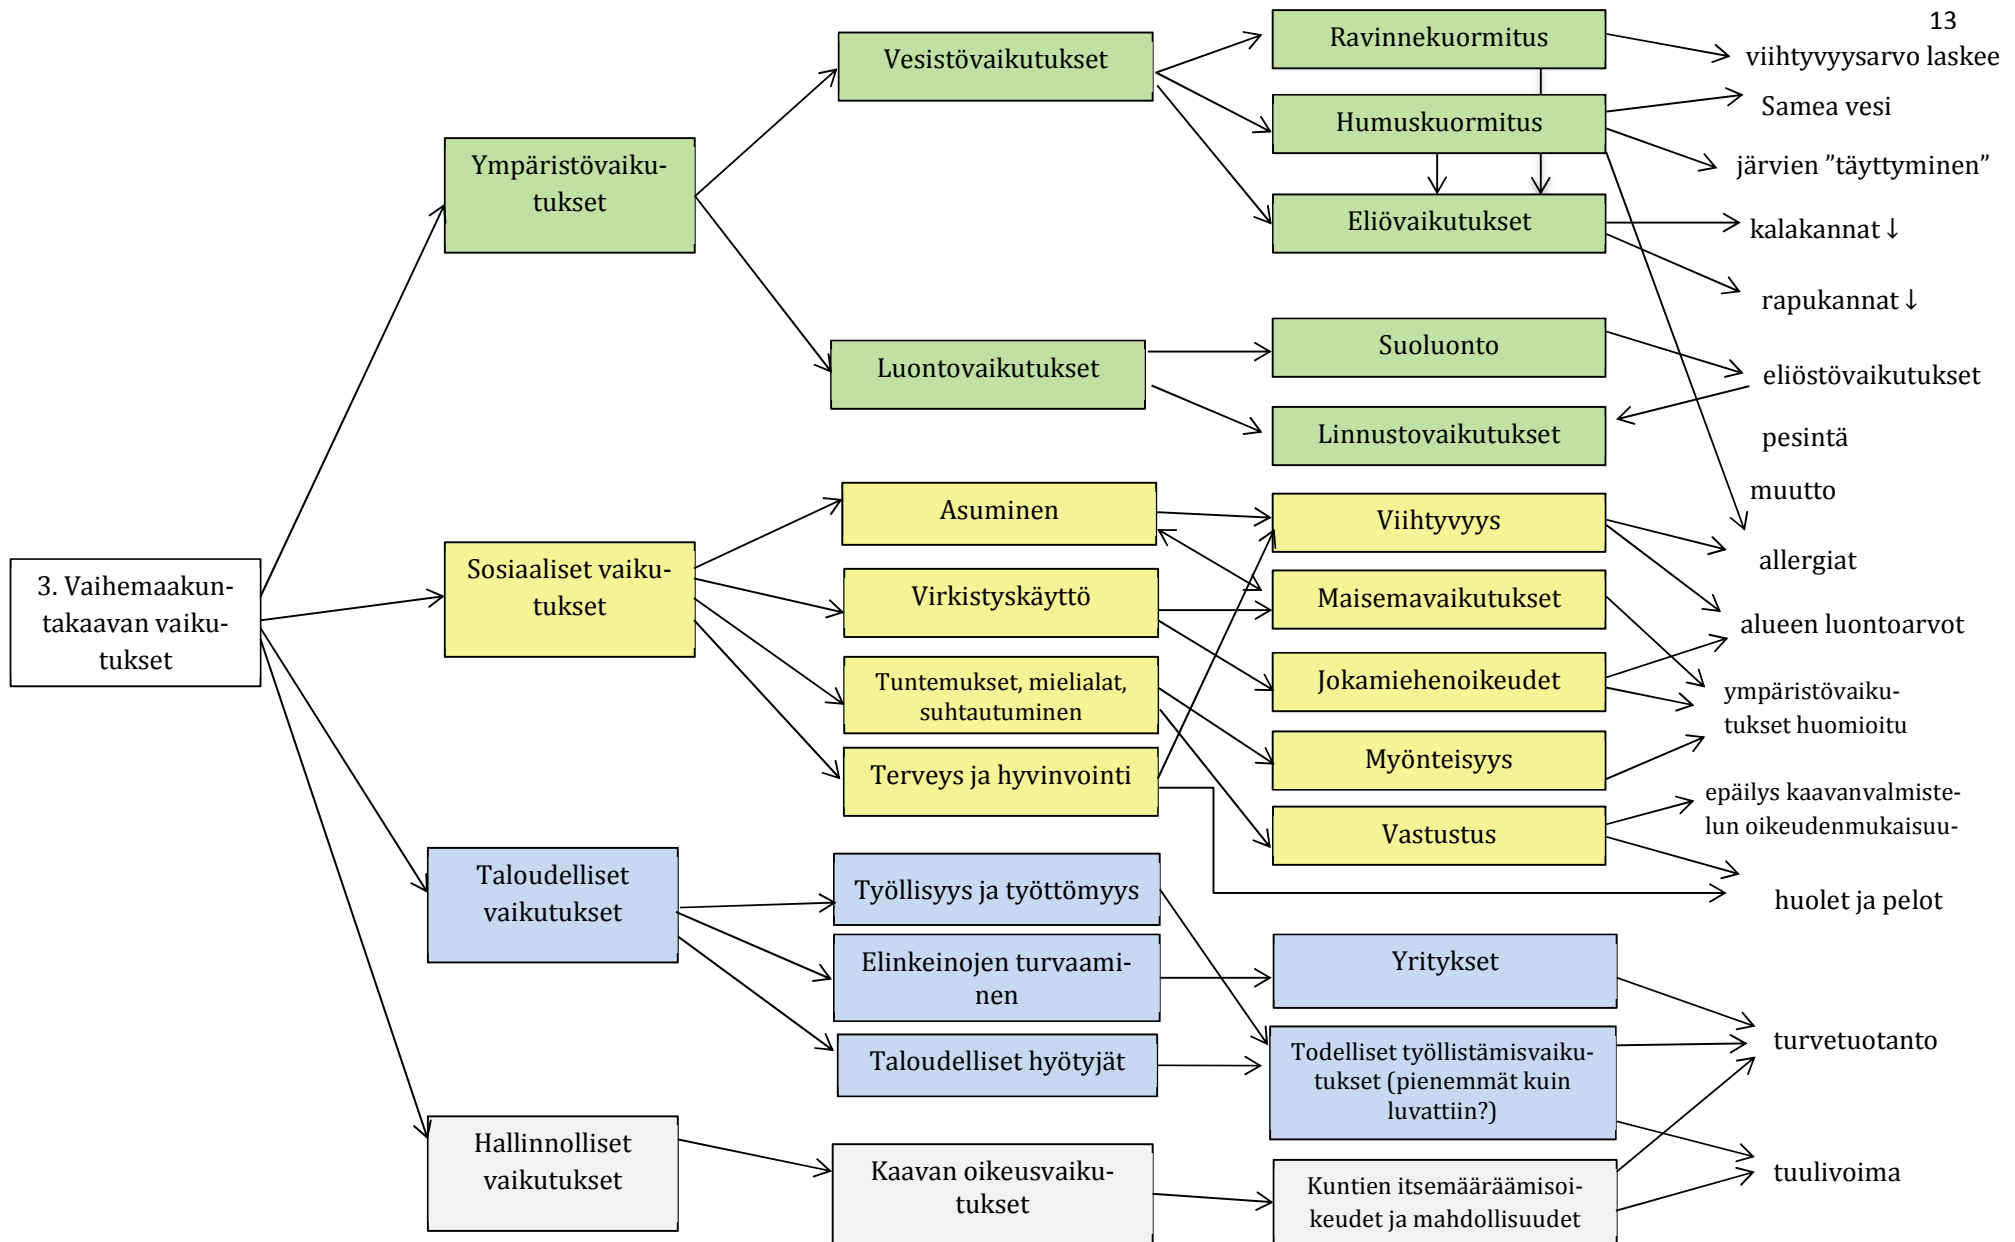 13
Vesistövaikutukset
Ravinnekuormitus
viihtyvyysarvo laskee
Humuskuormitus
Samea vesi
järvien ”täyttyminen”
Ympäristövaiku-
tukset
Eliövaikutukset
kalakannat ↓
rapukannat ↓
Luontovaikutukset
Suoluonto
eliöstövaikutukset
Linnustovaikutukset
pesintä
muutto
3. Vaihemaakun-
takaavan vaiku-
tukset
Sosiaaliset vaiku-
tukset
Asuminen
Viihtyvyys
allergiat
Virkistyskäyttö
Maisemavaikutukset
alueen luontoarvot
Tuntemukset, mielialat,
suhtautuminen
Jokamiehenoikeudet
ympäristövaiku-
tukset huomioitu
Myönteisyys
Terveys ja hyvinvointi
Vastustus
epäilys kaavanvalmiste-
lun oikeudenmukaisuu-
huolet ja pelot
Taloudelliset
vaikutukset
Työllisyys ja työttömyys
Elinkeinojen turvaami-
nen
Yritykset
Taloudelliset hyötyjät
Todelliset työllistämisvaiku-
tukset (pienemmät kuin
luvattiin?)
turvetuotanto
Hallinnolliset
vaikutukset
Kaavan oikeusvaiku-
tukset
Kuntien itsemääräämisoi-
keudet ja mahdollisuudet
tuulivoima